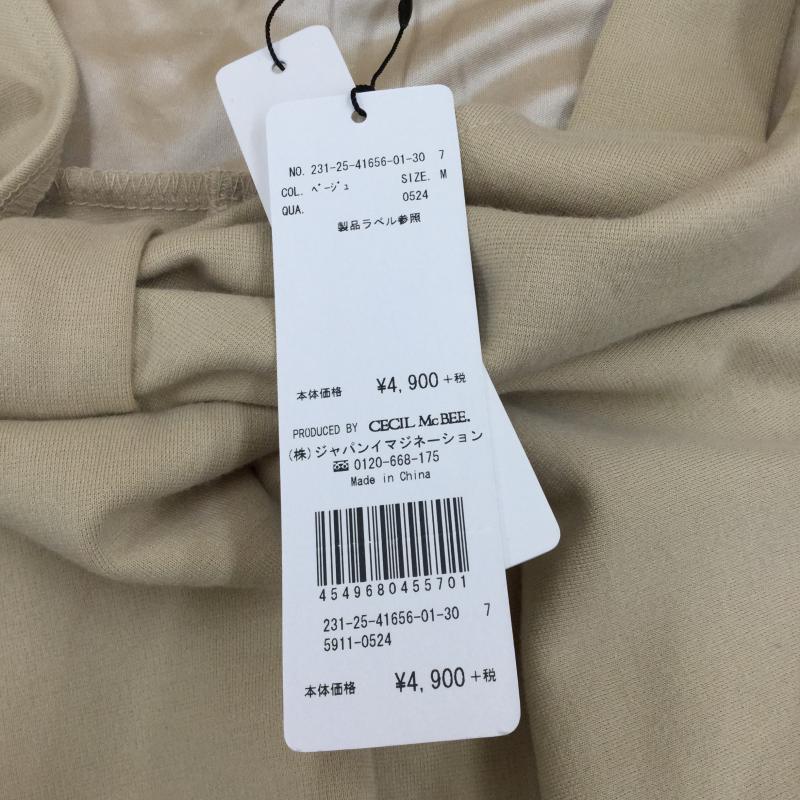 NO. 231-25-41656-01-30 7
COL. ﾍﾞｰｼﾞｭ SIZE. M
QUA. 0524
製品ラベル参照
本体価格 ¥4,900+税
PRODUCED BY CECIL McBEE.
(株)ジャパンイマジネーション
0120-668-175
Made in China
4549680455701
231-25-41656-01-30 7
5911-0524
本体価格 ¥4,900+税